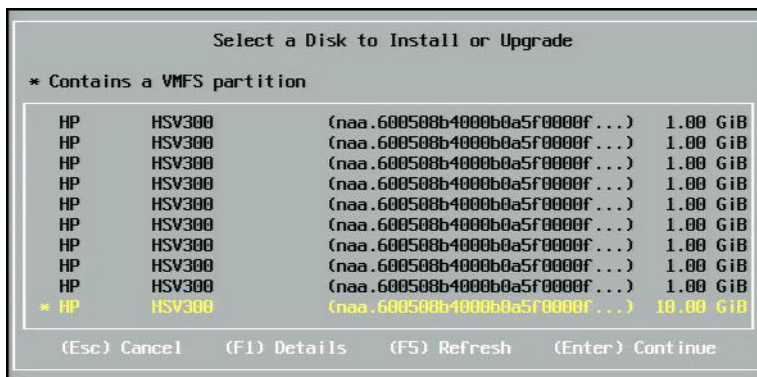 Select a Disk to Install or Upgrade
* Contains a VMFS partition
HP HSV300 (naa.600508b4000b0a5f0000f...) 1.00 GiB
HP HSV300 (naa.600508b4000b0a5f0000f...) 1.00 GiB
HP HSV300 (naa.600508b4000b0a5f0000f...) 1.00 GiB
HP HSV300 (naa.600508b4000b0a5f0000f...) 1.00 GiB
HP HSV300 (naa.600508b4000b0a5f0000f...) 1.00 GiB
HP HSV300 (naa.600508b4000b0a5f0000f...) 1.00 GiB
HP HSV300 (naa.600508b4000b0a5f0000f...) 1.00 GiB
HP HSV300 (naa.600508b4000b0a5f0000f...) 1.00 GiB
HP HSV300 (naa.600508b4000b0a5f0000f...) 1.00 GiB
* HP HSV300 (naa.600508b4000b0a5f0000f...) 10.00 GiB
(Esc) Cancel (F1) Details (F5) Refresh (Enter) Continue